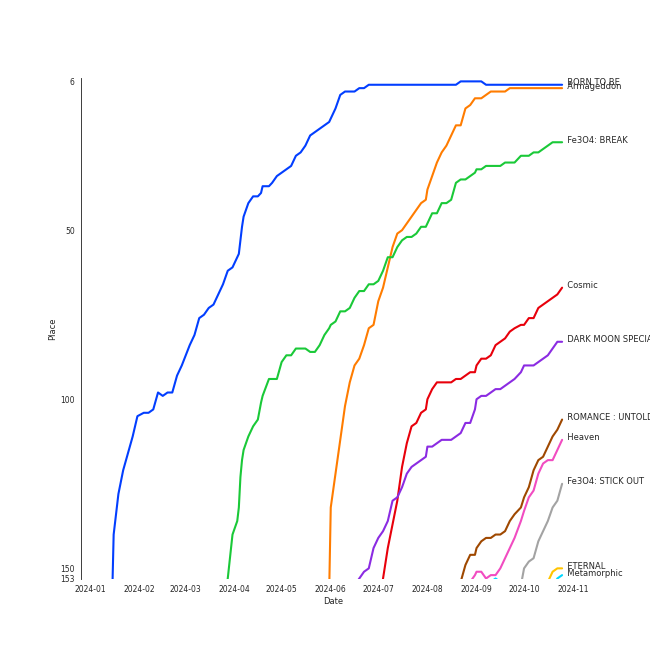 6
BORN TO BE
Armageddon
Fe3O4: BREAK
50
Cosmic
Place
DARK MOON SPECIA
100
ROMANCE : UNTOLD
Heaven
Fe3O4: STICK OUT
150
ETERNAL
153
Metamorphic
2024-01 2024-02 2024-03 2024-04 2024-05 2024-06 2024-07 2024-08 2024-09 2024-10 2024-11
Date